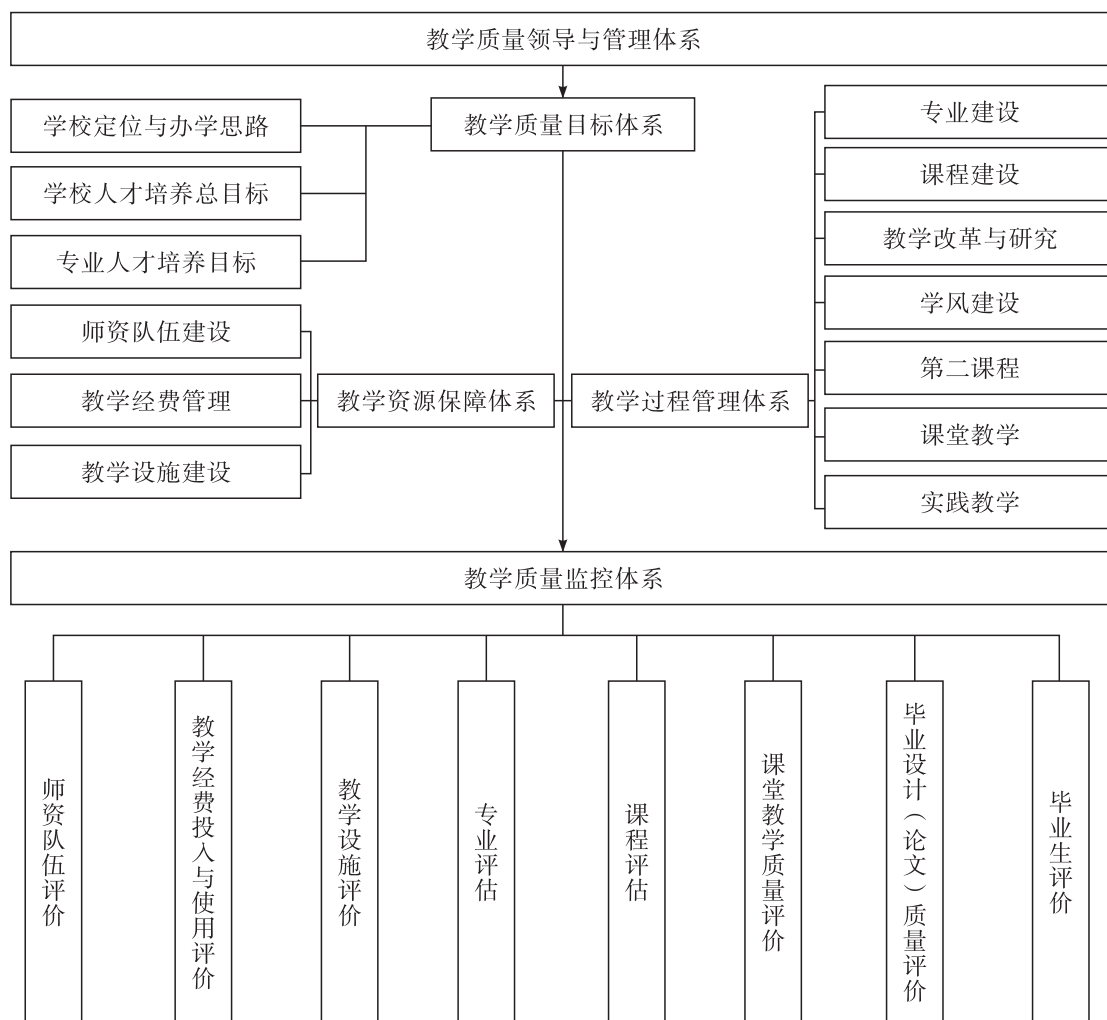 教学质量领导与管理体系
教学质量目标体系
学校定位与办学思路
学校人才培养总目标
专业人才培养目标
师资队伍建设
教学经费管理
教学设施建设
教学资源保障体系
教学过程管理体系
专业建设
课程建设
教学改革与研究
学风建设
第二课程
课堂教学
实践教学
教学质量监控体系
师资队伍评价
教学经费投入与使用评价
教学设施评价
专业评估
课程评估
课堂教学质量评价
毕业设计（论文）质量评价
毕业生评价